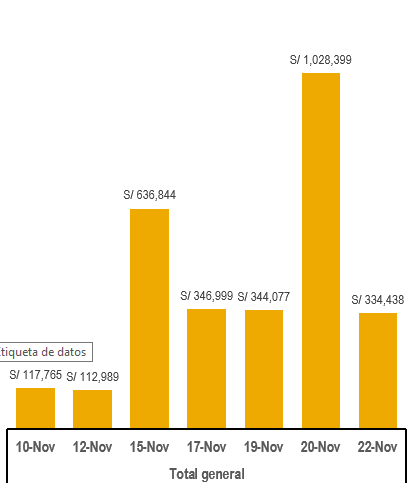 S/ 1,028,399
S/ 636,844
S/ 346,999 S/ 344,077
S/ 334,438
Etiqueta de datos
S/ 117,765 S/ 112,989
10-Nov 12-Nov 15-Nov 17-Nov 19-Nov 20-Nov 22-Nov
Total general